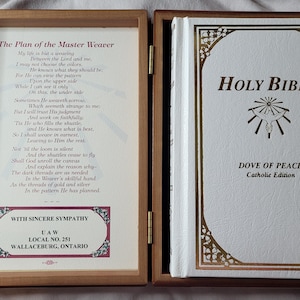 The Plan of the Master Weaver
My life is but a weaving
Between the Lord and me,
I may not choose the colors,
He knows what they should be;
For He can view the pattern
Upon the upper side
While I can see it only
On this, the under side.
Sometimes He weaveth sorrow,
Which seemeth strange to me;
But I will trust His judgment
And work on faithfully;
'Tis He who fills the shuttle,
And He knows what is best,
So I shall weave in earnest,
Leaving to Him the rest.
Not 'til the loom is silent
And the shuttles cease to fly
Shall God unroll the canvas
And explain the reason why
The dark threads are as needed
In the Weaver's skillful hand
As the threads of gold and silver
In the pattern He has planned
WITH SINCERE SYMPATHY
U A W
LOCAL NO. 251
WALLACEBURG, ONTARIO
HOLY BIBLE
DOVE OF PEACE
Catholic Edition